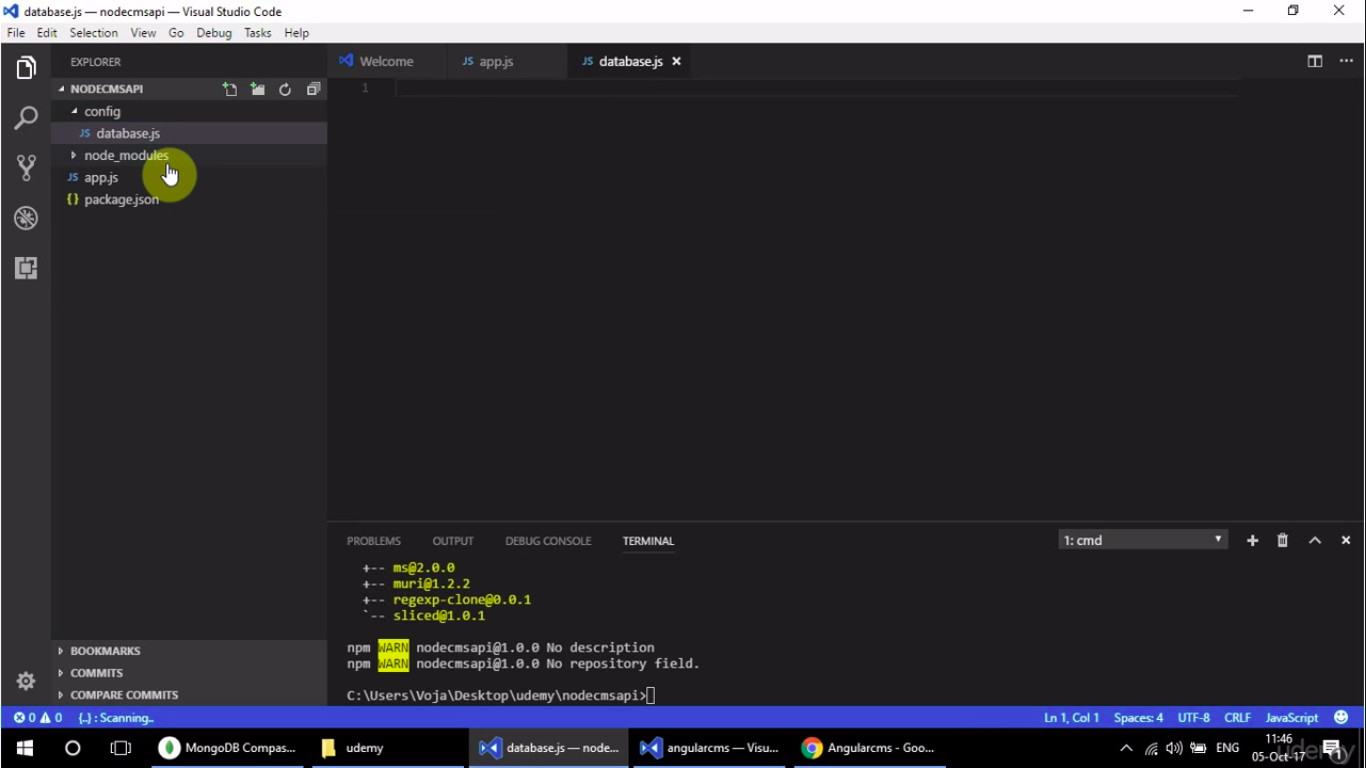 database.js — nodecmsapi — Visual Studio Code
File Edit Selection View Go Debug Tasks Help
EXPLORER
Welcome
JS app.js
JS database.js ×
NODECMSAPI
config
JS database.js
node_modules
JS app.js
{} package.json
1
PROBLEMS OUTPUT DEBUG CONSOLE TERMINAL
1: cmd
+-- ms@2.0.0
+-- muri@1.2.2
+-- regexp-clone@0.0.1
`-- sliced@1.0.1
npm WARN nodecmsapi@1.0.0 No description
npm WARN nodecmsapi@1.0.0 No repository field.
C:\Users\Voja\Desktop\udemy\nodecmsapi>
BOOKMARKS
COMMITS
COMPARE COMMITS
0 0 {..} : Scanning..
Ln 1, Col 1 Spaces: 4 UTF-8 CRLF JavaScript
MongoDB Compas...
udemy
database.js — node...
angularcms — Visu...
Angularcms - Goo...
ENG
11:46
05-Oct-17
1
udemy